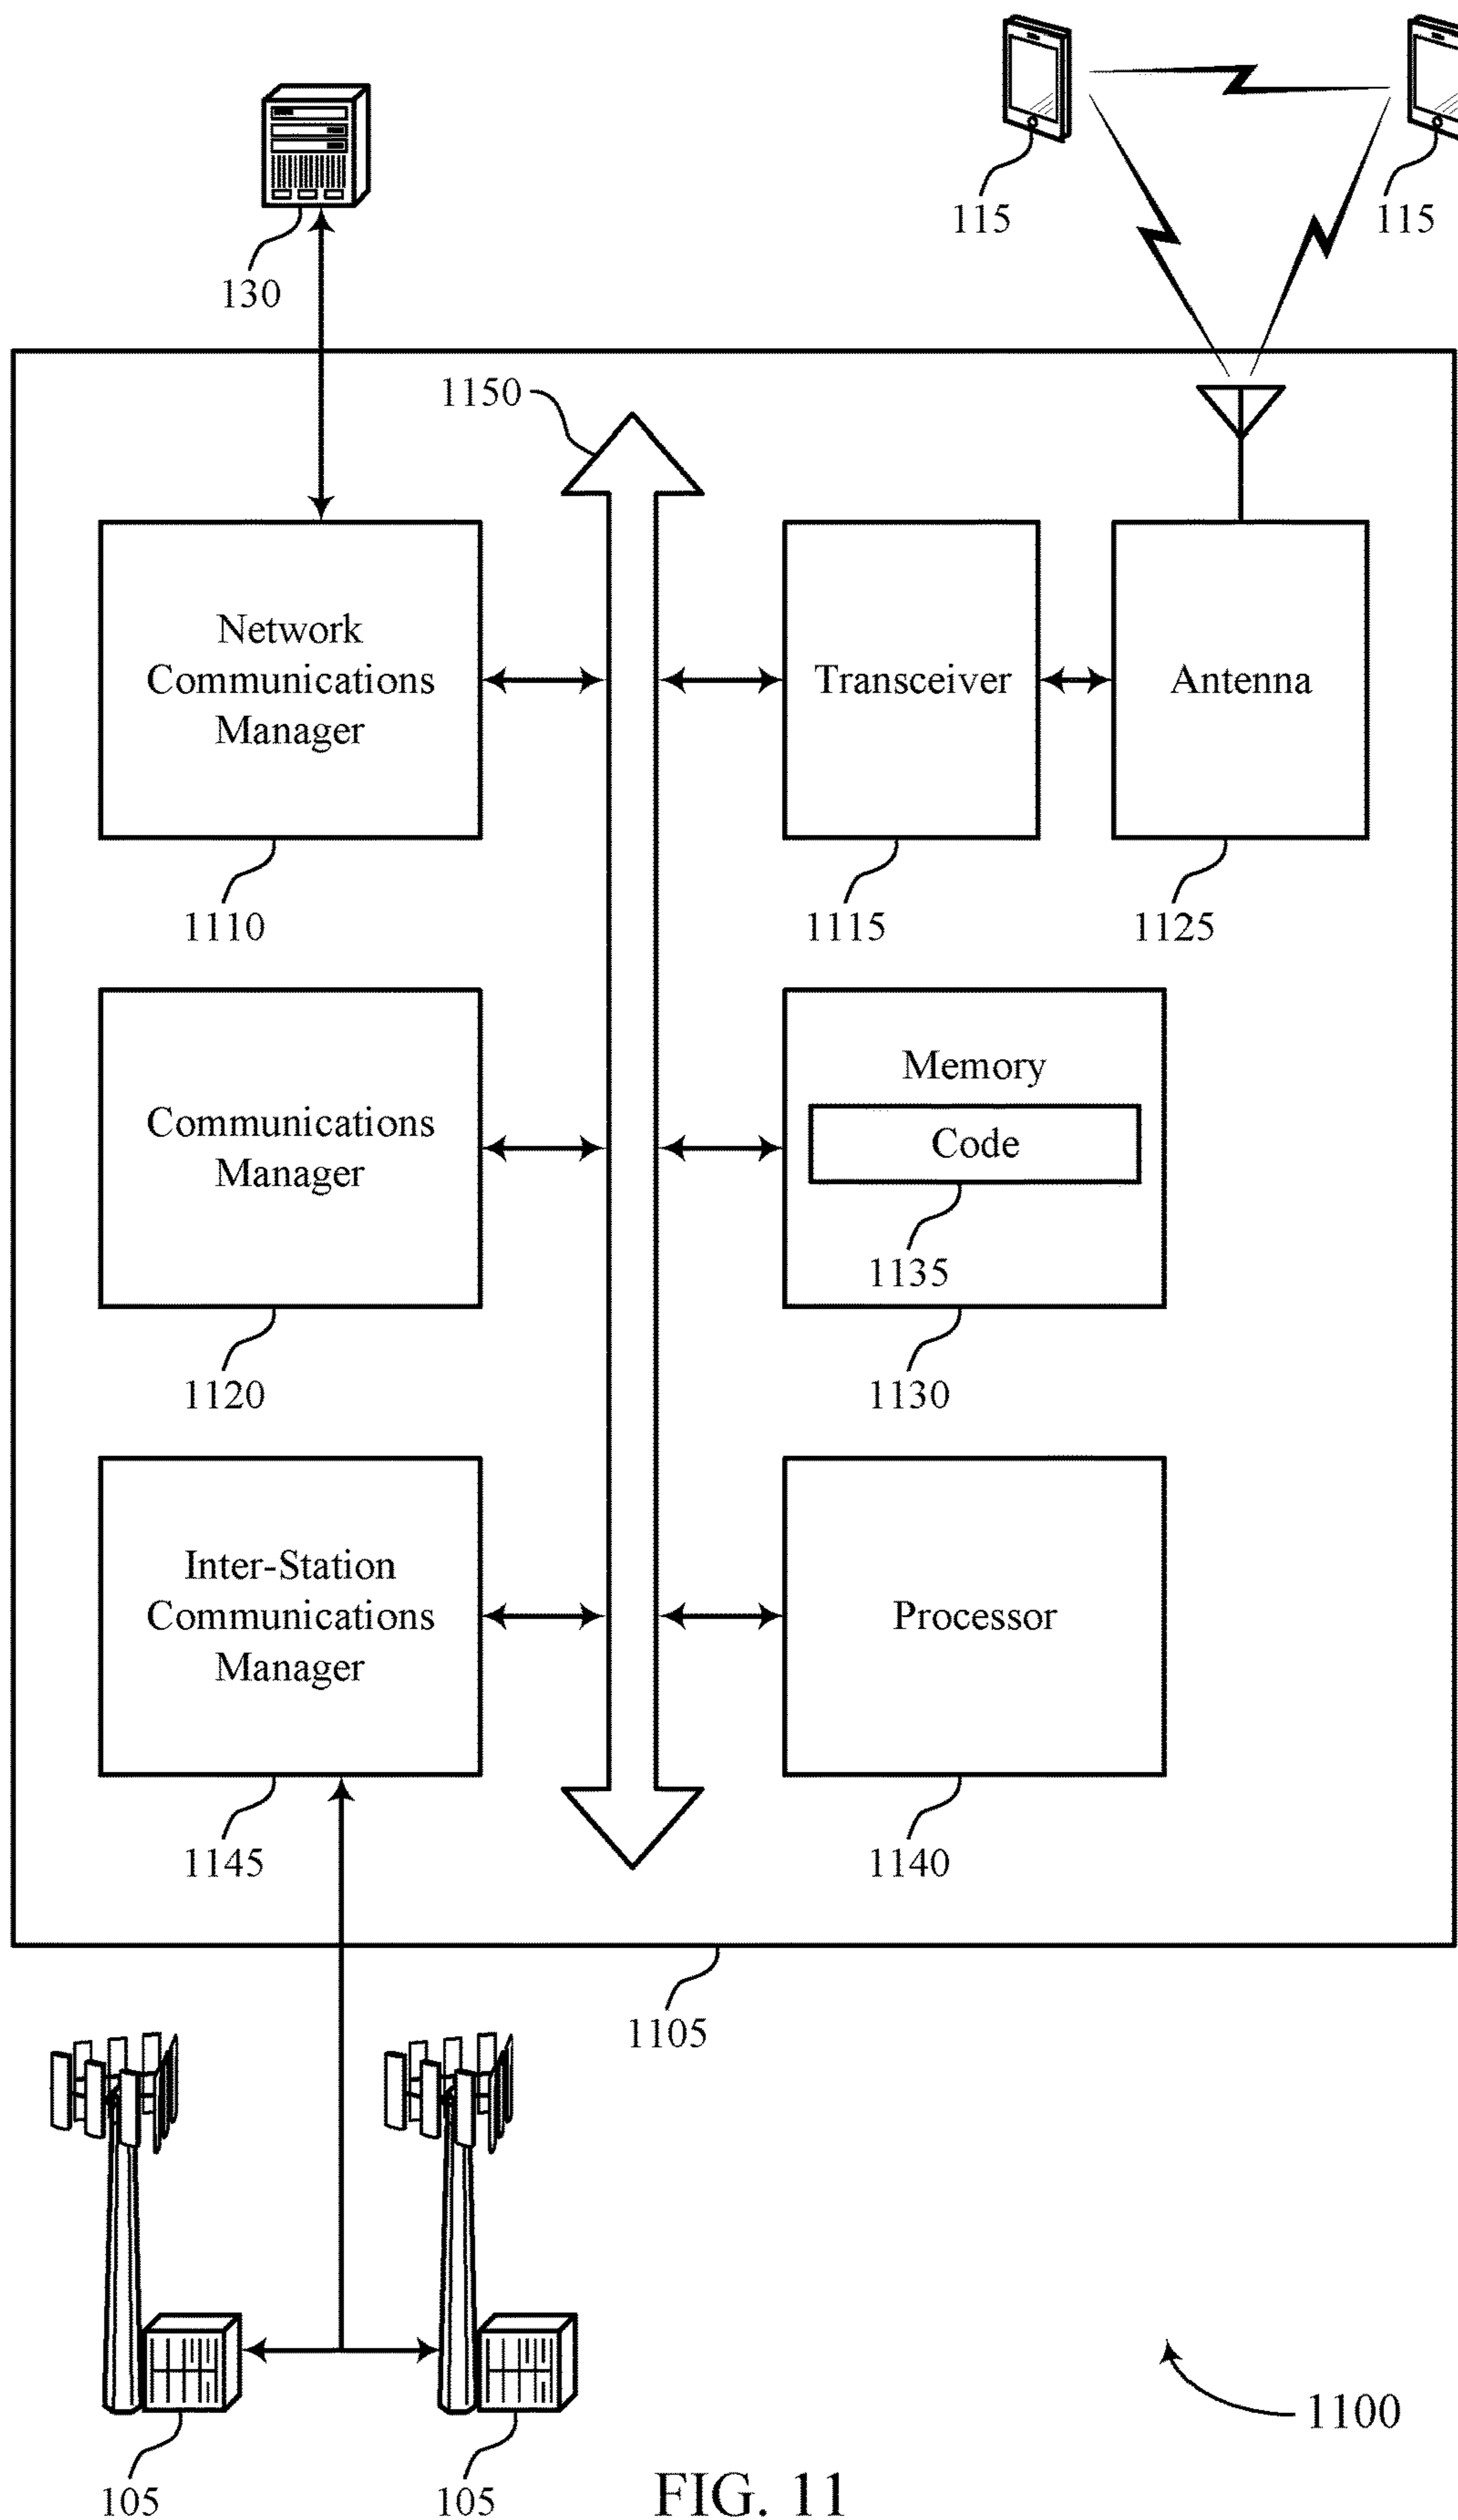 130
115
115
1150
Network
Communications
Manager
Transceiver
Antenna
1110
1115
1125
Communications
Manager
Memory
Code
1135
1120
1130
Inter-Station
Communications
Manager
Processor
1145
1140
1105
1100
105
105
FIG. 11